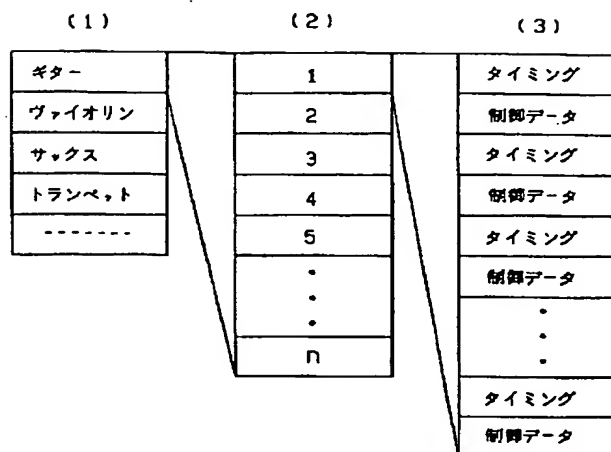 (1)
ギター
ヴァイオリン
サックス
トランペット
-------
(2)
1
2
3
4
5
・
・
・
n
(3)
タイミング
制御データ
タイミング
制御データ
タイミング
制御データ
・
・
・
タイミング
制御データ